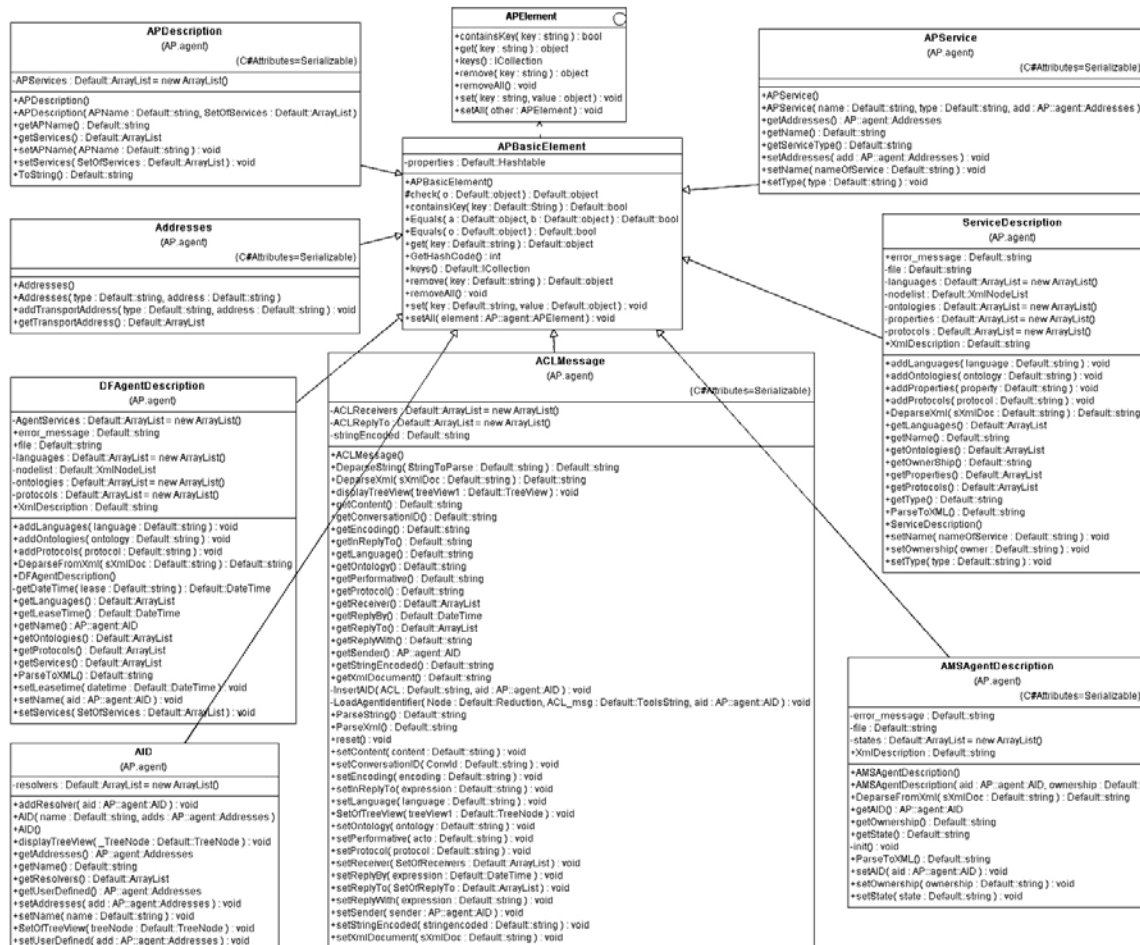 APDescription
(AP.agent)
{C#Attributes=Serializable}
-APServices : Default::ArrayList = new ArrayList()
+APDescription()
+APDescription( APName : Default::string, SetOfServices : Default::ArrayList )
+getAPName() : Default::string
+getServices() : Default::ArrayList
+setAPName( APName : Default::string ) : void
+setServices( SetOfServices : Default::ArrayList ) : void
+ToString() : Default::string
APElement
+containsKey( key : string ) : bool
+get( key : string ) : object
+keys() : ICollection
+remove( key : string ) : object
+removeAll() : void
+set( key : string, value : object ) : void
+setAll( other : APElement ) : void
APService
(AP.agent)
{C#Attributes=Serializable}
+APService()
+APService( name : Default::string, type : Default::string, add : AP::agent::Addresses )
+getAddresses() : AP::agent::Addresses
+getName() : Default::string
+getServiceType() : Default::string
+setAddresses( add : AP::agent::Addresses ) : void
+setName( nameOfService : Default::string ) : void
+setType( type : Default::string ) : void
APBasicElement
-properties : Default::Hashtable
+APBasicElement()
#check( o : Default::object ) : Default::object
+containsKey( key : Default::String ) : Default::bool
+Equals( a : Default::object, b : Default::object ) : Default::bool
+Equals( o : Default::object ) : Default::bool
+get( key : Default::string ) : Default::object
+GetHashCode() : int
+keys() : Default::ICollection
+remove( key : Default::string ) : Default::object
+removeAll() : void
+set( key : Default::string, value : Default::object ) : void
+setAll( element : AP::agent::APElement ) : void
Addresses
(AP.agent)
{C#Attributes=Serializable}
+Addresses()
+Addresses( type : Default::string, address : Default::string )
+addTransportAddress( type : Default::string, address : Default::string ) : void
+getTransportAddress() : Default::ArrayList
ServiceDescription
(AP.agent)
{C#Attributes=Serializable}
+error_message : Default::string
-file : Default::string
-languages : Default::ArrayList = new ArrayList()
-nodelist : Default::XmlNodeList
-ontologies : Default::ArrayList = new ArrayList()
-properties : Default::ArrayList = new ArrayList()
-protocols : Default::ArrayList = new ArrayList()
+XmlDescription : Default::string
+addLanguages( language : Default::string ) : void
+addOntologies( ontology : Default::string ) : void
+addProperties( property : Default::string ) : void
+addProtocols( protocol : Default::string ) : void
+DeparseXml( sXmlDoc : Default::string ) : Default::string
+getLanguages() : Default::ArrayList
+getName() : Default::string
+getOntologies() : Default::ArrayList
+getOwnerShip() : Default::string
+getProperties() : Default::ArrayList
+getProtocols() : Default::ArrayList
+getType() : Default::string
+ParseToXML() : Default::string
+ServiceDescription()
+setName( nameOfService : Default::string ) : void
+setOwnership( owner : Default::string ) : void
+setType( type : Default::string ) : void
DFAgentDescription
(AP.agent)
{C#Attributes=Serializable}
-AgentServices : Default::ArrayList = new ArrayList()
+error_message : Default::string
+file : Default::string
-languages : Default::ArrayList = new ArrayList()
-nodelist : Default::XmlNodeList
-ontologies : Default::ArrayList = new ArrayList()
-protocols : Default::ArrayList = new ArrayList()
+XmlDescription : Default::string
+addLanguages( language : Default::string ) : void
+addOntologies( ontology : Default::string ) : void
+addProtocols( protocol : Default::string ) : void
+DeparseFromXml( sXmlDoc : Default::string ) : Default::string
+DFAgentDescription()
-getDateTime( lease : Default::string ) : Default::DateTime
+getLanguages() : Default::ArrayList
+getLeaseTime() : Default::DateTime
+getName() : AP::agent::AID
+getOntologies() : Default::ArrayList
+getProtocols() : Default::ArrayList
+getServices() : Default::ArrayList
+ParseToXML() : Default::string
+setLeasetime( datetime : Default::DateTime ) : void
+setName( aid : AP::agent::AID ) : void
+setServices( SetOfServices : Default::ArrayList ) : void
ACLMessage
(AP.agent)
{C#Attributes=Serializable}
-ACLReceivers : Default::ArrayList = new ArrayList()
-ACLReplyTo : Default::ArrayList = new ArrayList()
-stringEncoded : Default::string
+ACLMessage()
+DeparseString( StringToParse : Default::string ) : Default::string
+DeparseXml( sXmlDoc : Default::string ) : Default::string
+displayTreeView( treeView1 : Default::TreeView ) : void
+getContent() : Default::string
+getConversationID() : Default::string
+getEncoding() : Default::string
+getInReplyTo() : Default::string
+getLanguage() : Default::string
+getOntology() : Default::string
+getPerformative() : Default::string
+getProtocol() : Default::string
+getReceiver() : Default::ArrayList
+getReplyBy() : Default::DateTime
+getReplyTo() : Default::ArrayList
+getReplyWith() : Default::string
+getSender() : AP::agent::AID
+getStringEncoded() : Default::string
+getXmlDocument() : Default::string
-InsertAID( ACL : Default::string, aid : AP::agent::AID ) : void
-LoadAgentIdentifier( Node : Default::Reduction, ACL_msg : Default::ToolsString, aid : AP::agent::AID ) : void
+ParseString() : Default::string
+ParseXml() : Default::string
+reset() : void
+setContent( content : Default::string ) : void
+setConversationID( ConvId : Default::string ) : void
+setEncoding( encoding : Default::string ) : void
+setInReplyTo( expression : Default::string ) : void
+setLanguage( language : Default::string ) : void
+SetOfTreeView( treeView1 : Default::TreeNode ) : void
+setOntology( ontology : Default::string ) : void
+setPerformative( acto : Default::string ) : void
+setProtocol( protocol : Default::string ) : void
+setReceiver( SetOfReceivers : Default::ArrayList ) : void
+setReplyBy( expression : Default::DateTime ) : void
+setReplyTo( SetOfReplyTo : Default::ArrayList ) : void
+setReplyWith( expression : Default::string ) : void
+setSender( sender : AP::agent::AID ) : void
+setStringEncoded( stringencoded : Default::string ) : void
+setXmlDocument( sXmlDoc : Default::string ) : void
AMSAgentDescription
(AP.agent)
{C#Attributes=Serializable}
-error_message : Default::string
-file : Default::string
-states : Default::ArrayList = new ArrayList()
+XmlDescription : Default::string
+AMSAgentDescription()
+AMSAgentDescription( aid : AP::agent::AID, ownership : Default::
+DeparseFromXml( sXmlDoc : Default::string ) : Default::string
+getAID() : AP::agent::AID
+getOwnership() : Default::string
+getState() : Default::string
-init() : void
+ParseToXML() : Default::string
+setAID( aid : AP::agent::AID ) : void
+setOwnership( ownership : Default::string ) : void
+setState( state : Default::string ) : void
AID
(AP.agent)
-resolvers : Default::ArrayList = new ArrayList()
+addResolver( aid : AP::agent::AID ) : void
+AID( name : Default::string, adds : AP::agent::Addresses )
+AID()
+displayTreeView( _TreeNode : Default::TreeNode ) : void
+getAddresses() : AP::agent::Addresses
+getName() : Default::string
+getResolvers() : Default::ArrayList
+getUserDefined() : AP::agent::Addresses
+setAddresses( add : AP::agent::Addresses ) : void
+setName( name : Default::string ) : void
+SetOfTreeView( treeNode : Default::TreeNode ) : void
+setUserDefined( add : AP::agent::Addresses ) : void